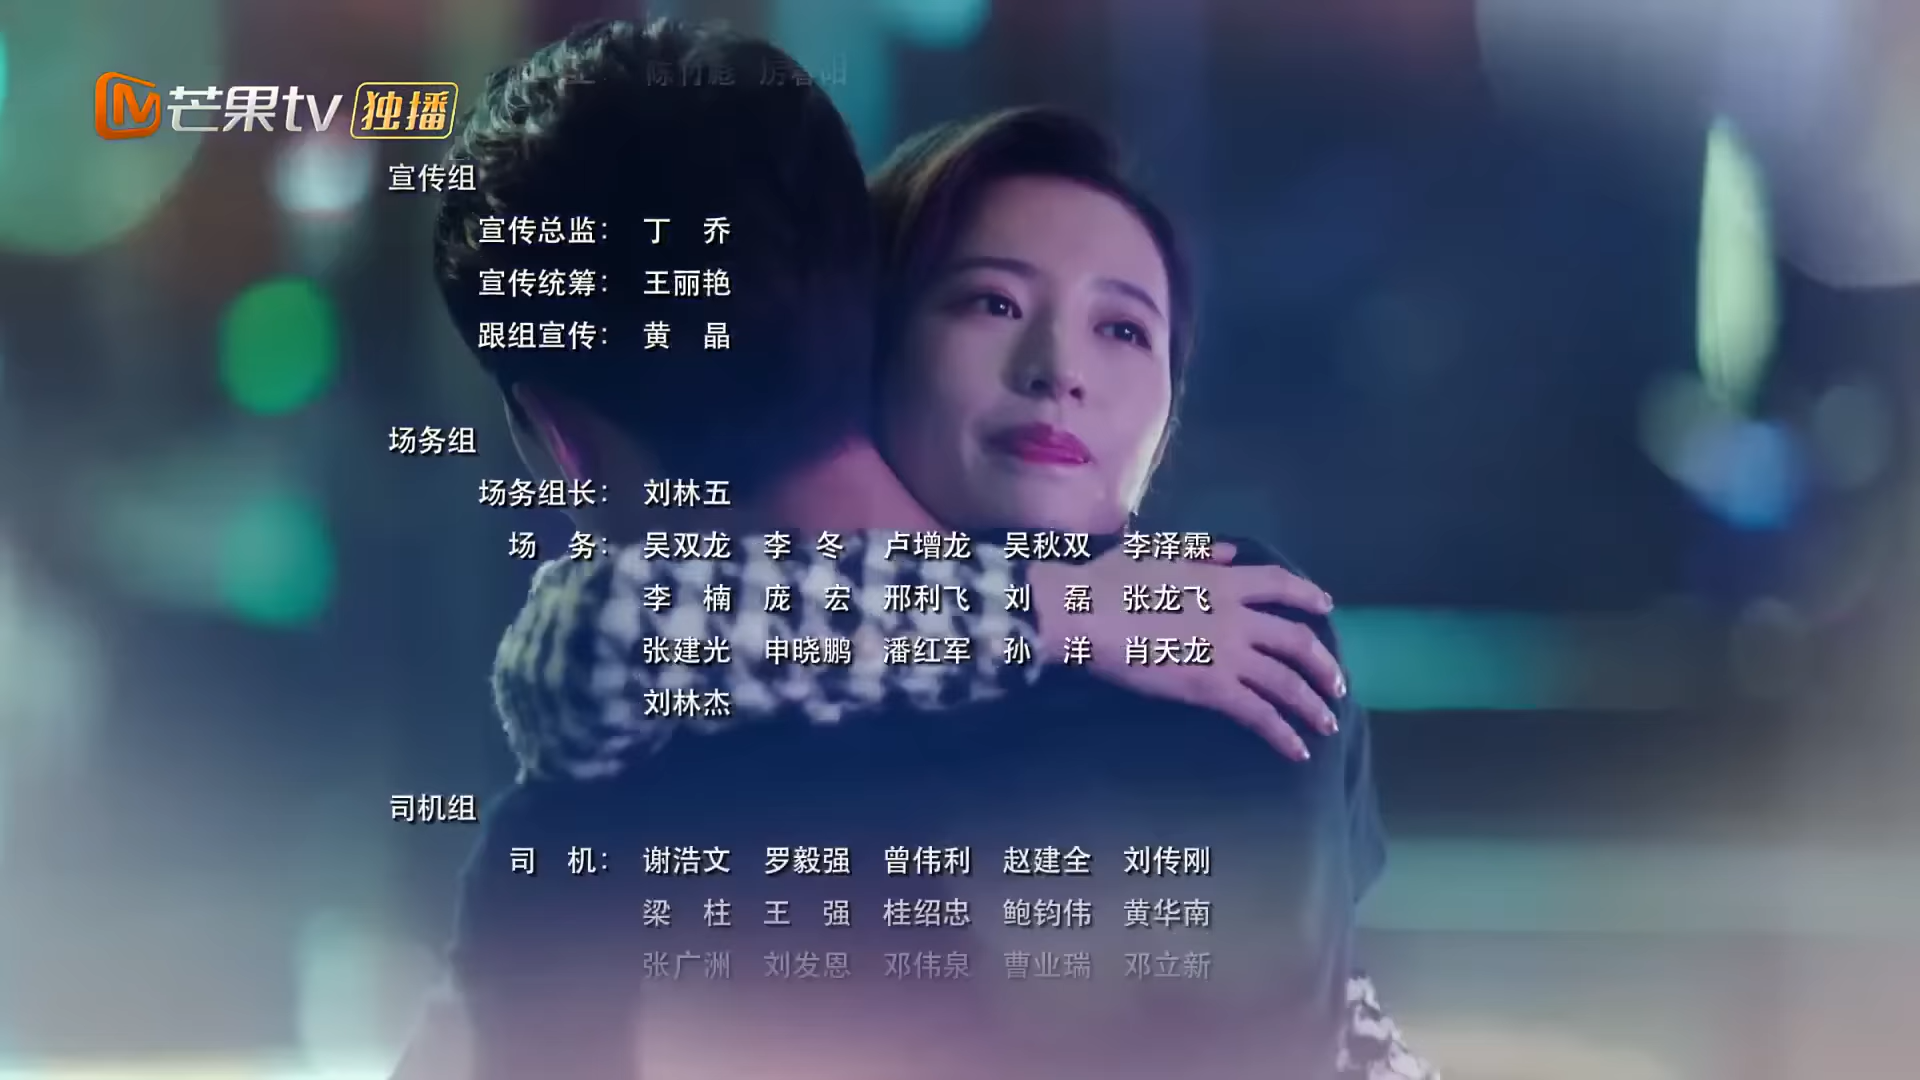 芒果tv 独播
宣传组
宣传总监： 丁 乔
宣传统筹： 王丽艳
跟组宣传： 黄 晶
场务组
场务组长： 刘林五
场 务： 吴双龙 李 冬 卢增龙 吴秋双 李泽霖
李 楠 庞 宏 邢利飞 刘 磊 张龙飞
张建光 申晓鹏 潘红军 孙 洋 肖天龙
刘林杰
司机组
司 机： 谢浩文 罗毅强 曾伟利 赵建全 刘传刚
梁 柱 王 强 桂绍忠 鲍钧伟 黄华南
张广洲 刘发恩 邓伟泉 曹业瑞 邓立新